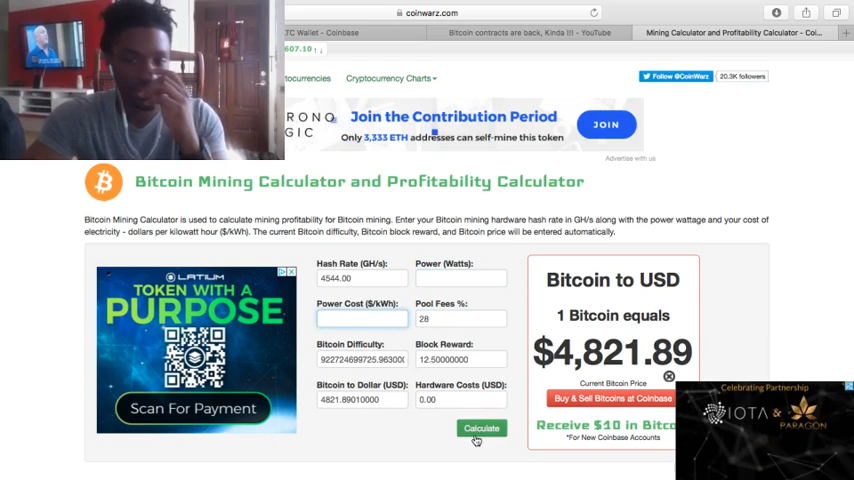 coinwarz.com
LTC Wallet - Coinbase
Bitcoin contracts are back, Kinda !!! - YouTube
Mining Calculator and Profitability Calculator - Coi...
607.10
Cryptocurrency Charts
Follow @CoinWarz
20.3K followers
Join the Contribution Period
Only 3,333 ETH addresses can self-mine this token
JOIN
Advertise with us
Bitcoin Mining Calculator and Profitability Calculator
Bitcoin Mining Calculator is used to calculate mining profitability for Bitcoin mining. Enter your Bitcoin mining hardware hash rate in GH/s along with the power wattage and your cost of
electricity - dollars per kilowatt hour ($/kWh). The current Bitcoin difficulty, Bitcoin block reward, and Bitcoin price will be entered automatically.
LATIUM
TOKEN WITH A
PURPOSE
Scan For Payment
Hash Rate (GH/s):
Power (Watts):
4544.00
Power Cost ($/kWh):
Pool Fees %:
28
Bitcoin Difficulty:
Block Reward:
922724699725.96300
12.50000000
Bitcoin to Dollar (USD):
Hardware Costs (USD):
4821.89010000
0.00
Calculate
Bitcoin to USD
1 Bitcoin equals
$4,821.89
Current Bitcoin Price
Buy & Sell Bitcoins at Coinbase
Receive $10 in Bitco
*For New Coinbase Accounts
Celebrating Partnership
IOTA & PARAGON